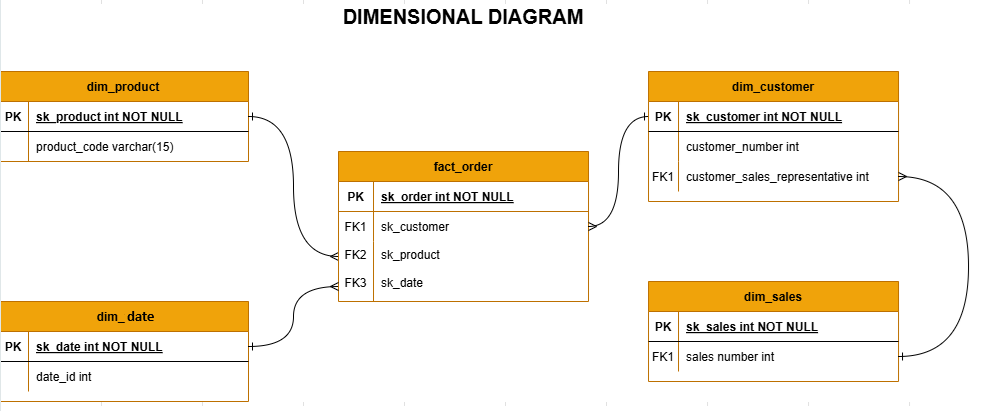 DIMENSIONAL DIAGRAM
dim_product
PK sk_product int NOT NULL
product_code varchar(15)
dim_customer
PK sk_customer int NOT NULL
customer_number int
FK1 customer_sales_representative int
fact_order
PK sk_order int NOT NULL
FK1 sk_customer
FK2 sk_product
FK3 sk_date
dim_date
PK sk_date int NOT NULL
date_id int
dim_sales
PK sk_sales int NOT NULL
FK1 sales number int